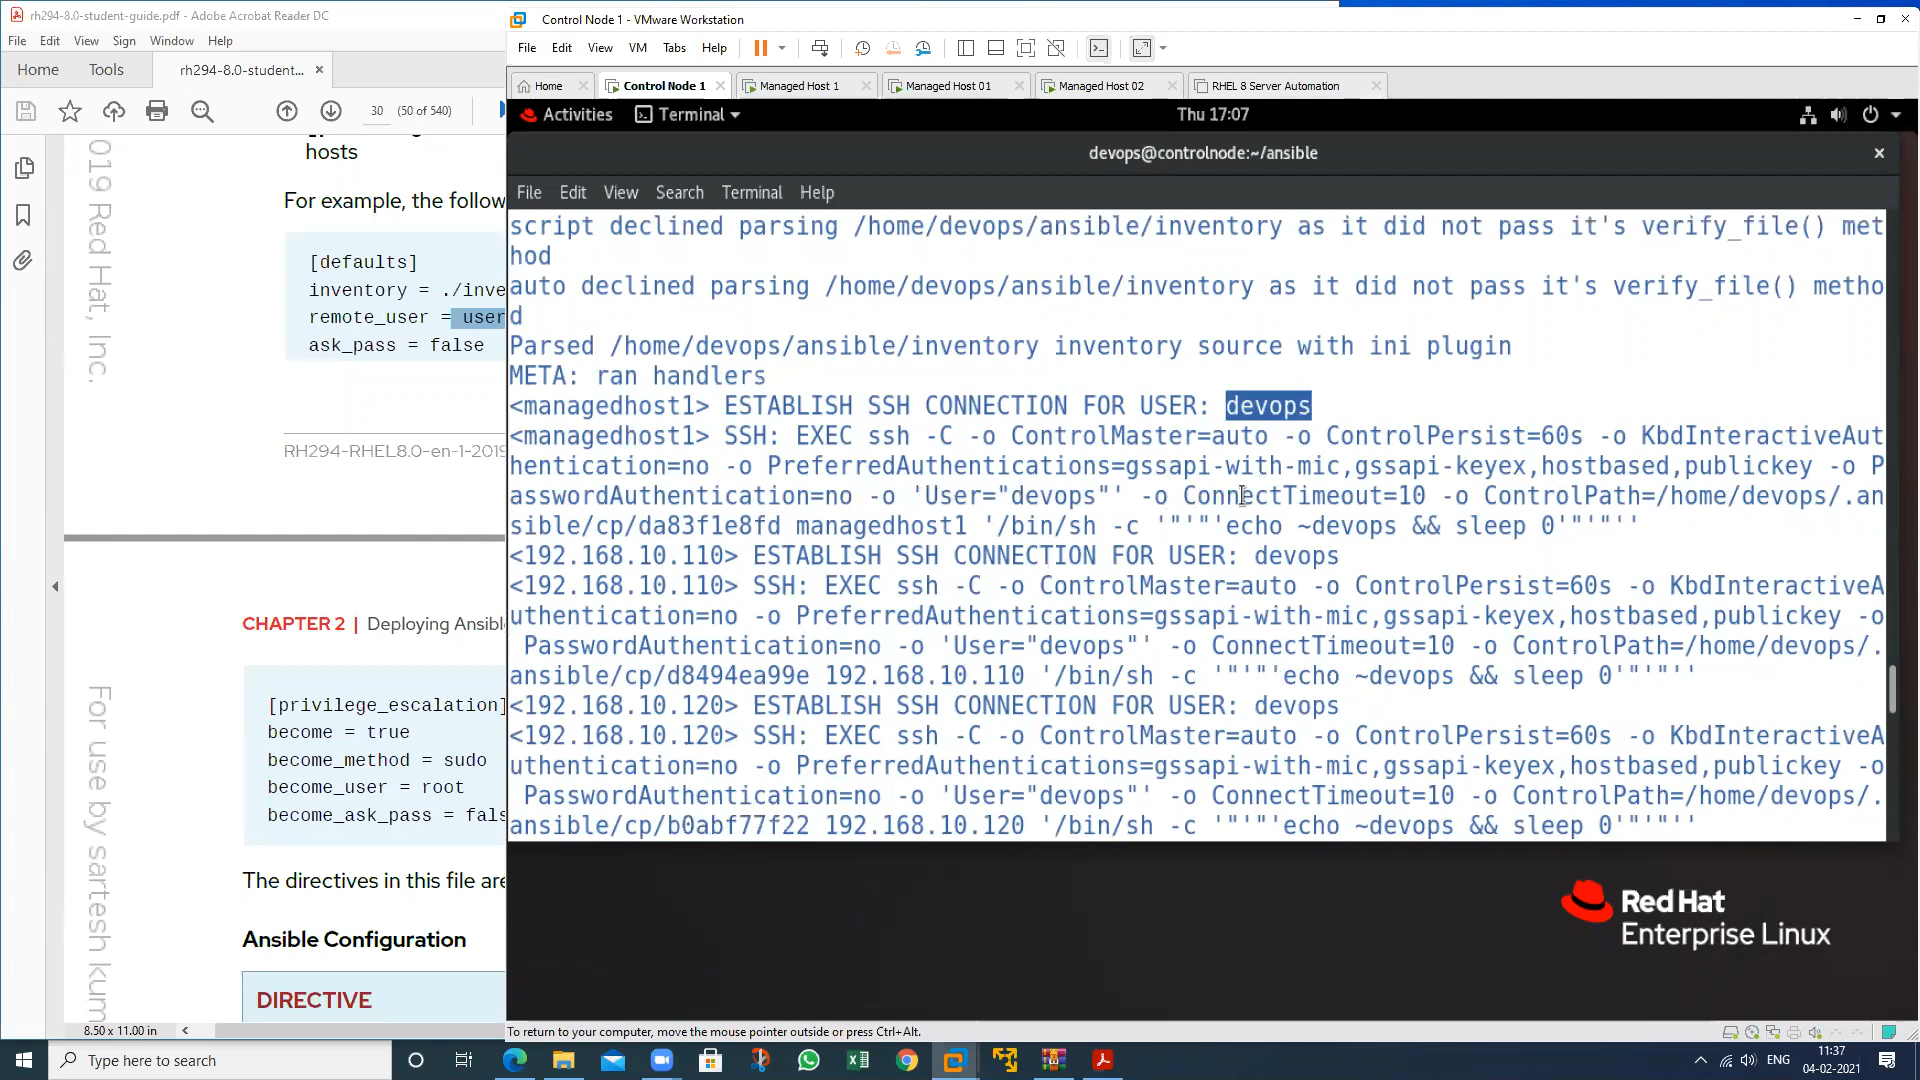 rh294-8.0-student-guide.pdf - Adobe Acrobat Reader DC
File Edit View Sign Window Help
Home Tools rh294-8.0-student... ×
30 (50 of 540)
hosts
For example, the follow
[defaults]
inventory = ./inve
remote_user = user
ask_pass = false
RH294-RHEL8.0-en-1-2019
019 Red Hat, Inc.
CHAPTER 2 | Deploying Ansibl
[privilege_escalation]
become = true
become_method = sudo
become_user = root
become_ask_pass = fals
The directives in this file are
Ansible Configuration
DIRECTIVE
For use by sartesh kum
8.50 x 11.00 in
Control Node 1 - VMware Workstation
File Edit View VM Tabs Help
Home Control Node 1 Managed Host 1 Managed Host 01 Managed Host 02 RHEL 8 Server Automation
Activities Terminal Thu 17:07
devops@controlnode:~/ansible
File Edit View Search Terminal Help
script declined parsing /home/devops/ansible/inventory as it did not pass it's verify_file() met
hod
auto declined parsing /home/devops/ansible/inventory as it did not pass it's verify_file() metho
d
Parsed /home/devops/ansible/inventory inventory source with ini plugin
META: ran handlers
<managedhost1> ESTABLISH SSH CONNECTION FOR USER: devops
<managedhost1> SSH: EXEC ssh -C -o ControlMaster=auto -o ControlPersist=60s -o KbdInteractiveAut
hentication=no -o PreferredAuthentications=gssapi-with-mic,gssapi-keyex,hostbased,publickey -o P
asswordAuthentication=no -o 'User="devops"' -o ConnectTimeout=10 -o ControlPath=/home/devops/.an
sible/cp/da83f1e8fd managedhost1 '/bin/sh -c '"'"'echo ~devops && sleep 0'"'"''
<192.168.10.110> ESTABLISH SSH CONNECTION FOR USER: devops
<192.168.10.110> SSH: EXEC ssh -C -o ControlMaster=auto -o ControlPersist=60s -o KbdInteractiveA
uthentication=no -o PreferredAuthentications=gssapi-with-mic,gssapi-keyex,hostbased,publickey -o
PasswordAuthentication=no -o 'User="devops"' -o ConnectTimeout=10 -o ControlPath=/home/devops/.
ansible/cp/d8494ea99e 192.168.10.110 '/bin/sh -c '"'"'echo ~devops && sleep 0'"'"''
<192.168.10.120> ESTABLISH SSH CONNECTION FOR USER: devops
<192.168.10.120> SSH: EXEC ssh -C -o ControlMaster=auto -o ControlPersist=60s -o KbdInteractiveA
uthentication=no -o PreferredAuthentications=gssapi-with-mic,gssapi-keyex,hostbased,publickey -o
PasswordAuthentication=no -o 'User="devops"' -o ConnectTimeout=10 -o ControlPath=/home/devops/.
ansible/cp/b0abf77f22 192.168.10.120 '/bin/sh -c '"'"'echo ~devops && sleep 0'"'"''
Red Hat
Enterprise Linux
To return to your computer, move the mouse pointer outside or press Ctrl+Alt.
Type here to search
ENG
11:37
04-02-2021